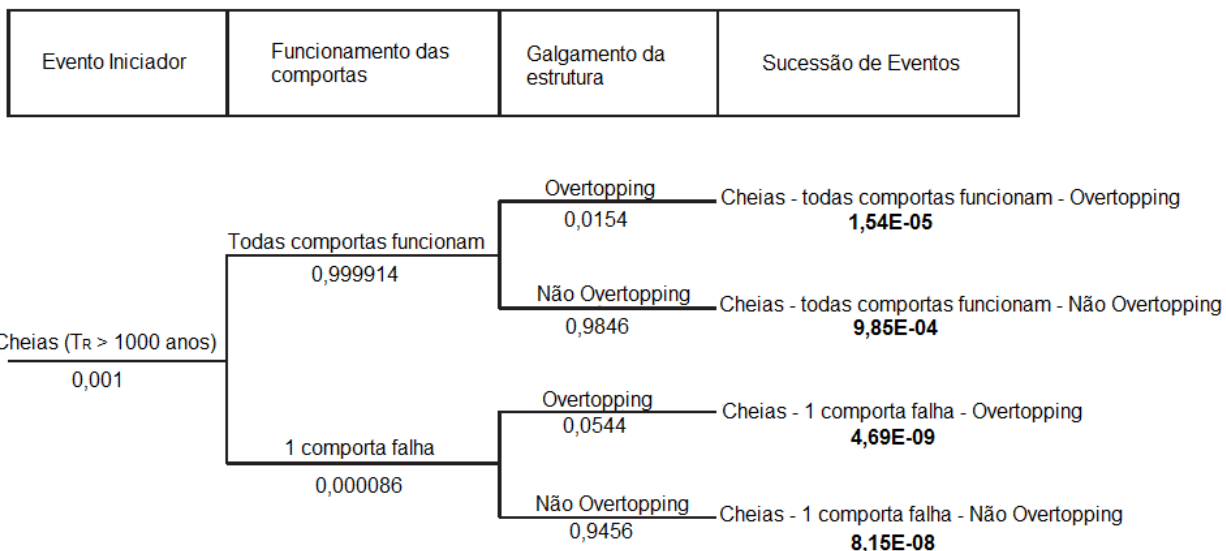 Evento Iniciador
Funcionamento das
comportas
Galgamento da
estrutura
Sucessão de Eventos
Overtopping
0,0154
Cheias - todas comportas funcionam - Overtopping
1,54E-05
Todas comportas funcionam
0,999914
Não Overtopping
0,9846
Cheias - todas comportas funcionam - Não Overtopping
9,85E-04
Cheias (TR > 1000 anos)
0,001
Overtopping
0,0544
Cheias - 1 comporta falha - Overtopping
4,69E-09
1 comporta falha
0,000086
Não Overtopping
0,9456
Cheias - 1 comporta falha - Não Overtopping
8,15E-08